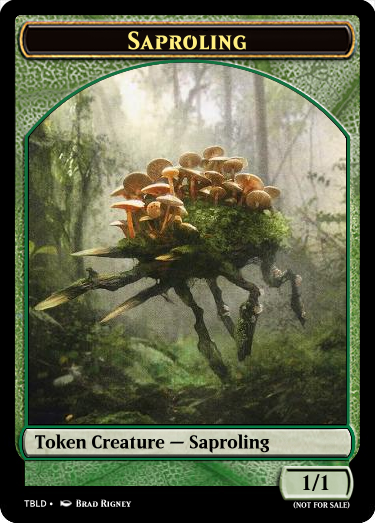 Saproling
Token Creature — Saproling
1/1
TBLD • Brad Rigney
(NOT FOR SALE)